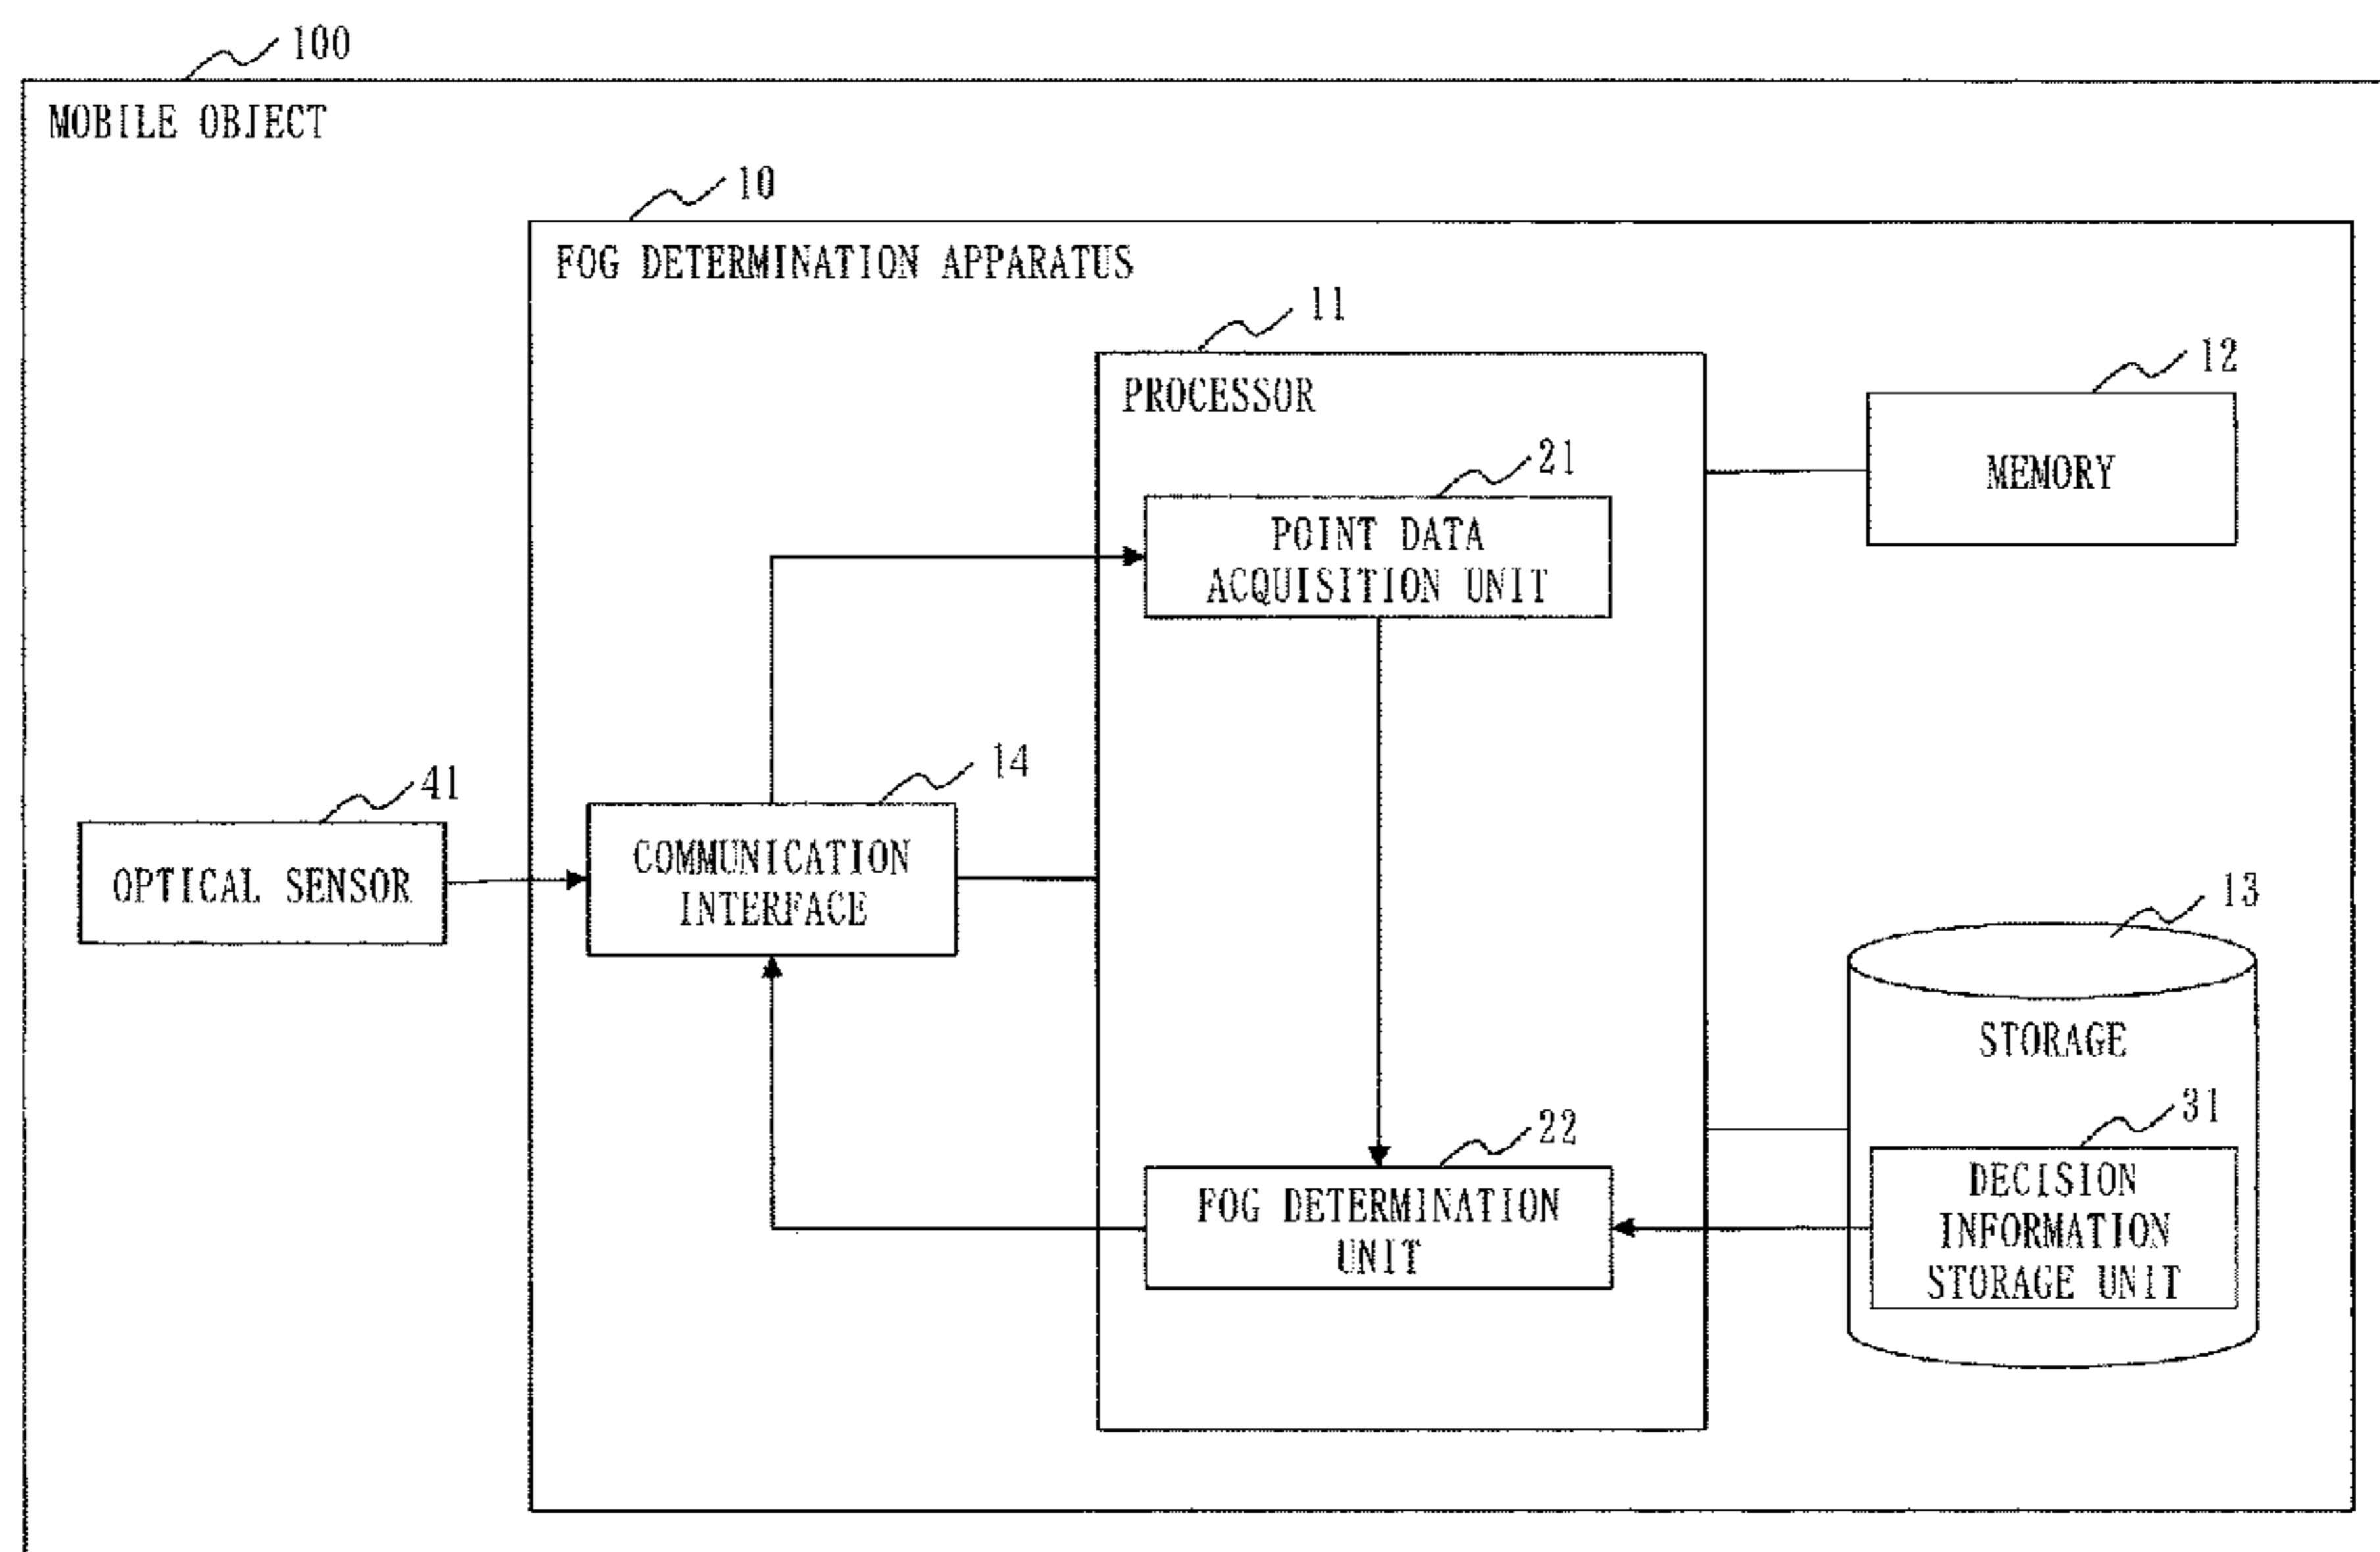 100
MOBILE OBJECT
10
FOG DETERMINATION APPARATUS
11
PROCESSOR
12
MEMORY
21
POINT DATA
ACQUISITION UNIT
14
COMMUNICATION
INTERFACE
41
OPTICAL SENSOR
13
STORAGE
31
DECISION
INFORMATION
STORAGE UNIT
22
FOG DETERMINATION
UNIT